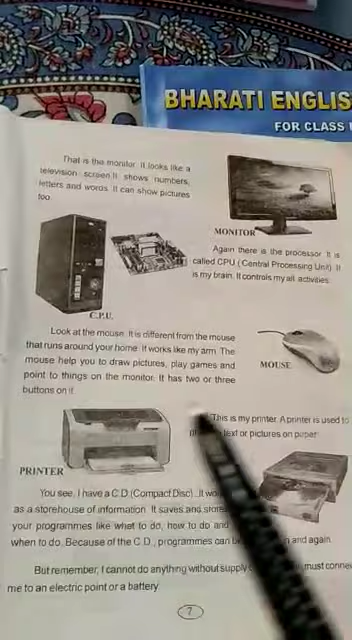 BHARATI ENGLIS
FOR CLASS
That is the monitor. It looks like a
television screen. It shows numbers,
letters and words. It can show pictures
too.
MONITOR
Again there is the processor. It is
called CPU (Central Processing Unit). It
is my brain. It controls my all activities.
C.P.U.
Look at the mouse. It is different from the mouse
that runs around your home. It works like my arm. The
mouse help you to draw pictures, play games and
point to things on the monitor. It has two or three
buttons on it.
MOUSE
This is my printer. A printer is used to
text or pictures on paper.
PRINTER
You see, I have a C.D.(Compact Disc). It
as a storehouse of information. It saves and
your programmes like what to do, how to do and
when to do. Because of the C.D., programmes can and again.
But remember, I cannot do anything without supply must
me to an electric point or a battery.
7